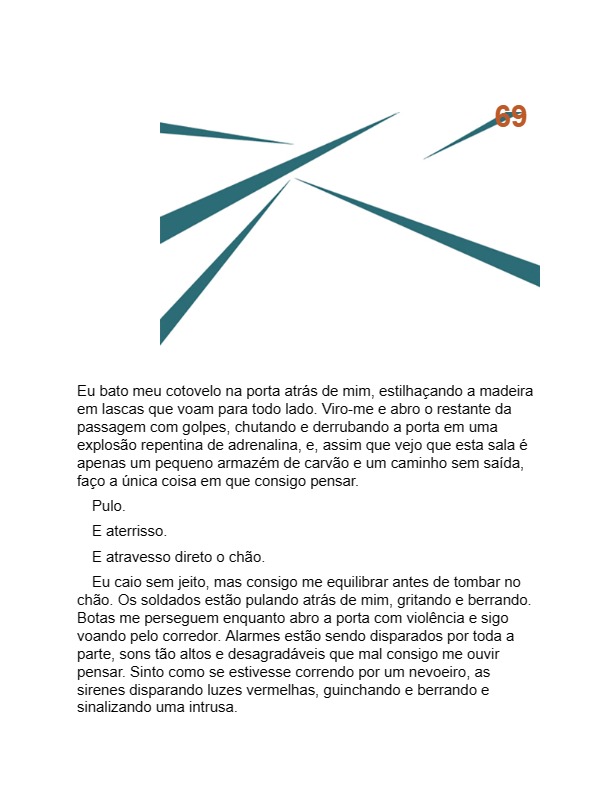 69
Eu bato meu cotovelo na porta atrás de mim, estilhaçando a madeira
em lascas que voam para todo lado. Viro-me e abro o restante da
passagem com golpes, chutando e derrubando a porta em uma
explosão repentina de adrenalina, e, assim que vejo que esta sala é
apenas um pequeno armazém de carvão e um caminho sem saída,
faço a única coisa em que consigo pensar.
Pulo.
E aterrisso.
E atravesso direto o chão.
Eu caio sem jeito, mas consigo me equilibrar antes de tombar no
chão. Os soldados estão pulando atrás de mim, gritando e berrando.
Botas me perseguem enquanto abro a porta com violência e sigo
voando pelo corredor. Alarmes estão sendo disparados por toda a
parte, sons tão altos e desagradáveis que mal consigo me ouvir
pensar. Sinto como se estivesse correndo por um nevoeiro, as
sirenes disparando luzes vermelhas, guinchando e berrando e
sinalizando uma intrusa.